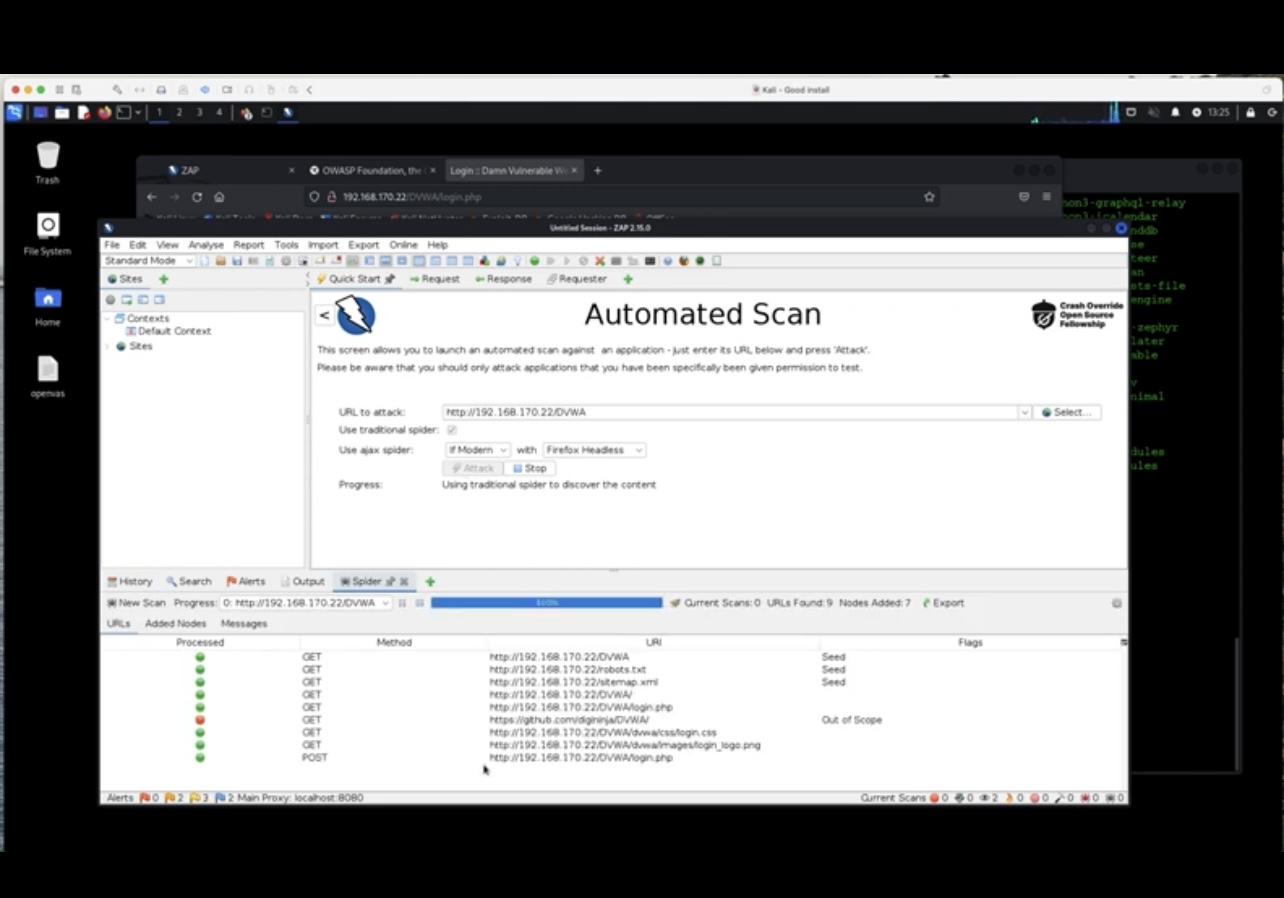 Kali - Good install
1 2 3 4 13:25
Trash
File System
Home
openvas
ZAP
OWASP Foundation, the
Login :: Damn Vulnerable We
192.168.170.22/DVWA/login.php
non3-graphql-relay
on3-icalendar
nddb
se
teer
an
sts-file
engine
-zephyr
later
able
v
nimal
dules
ules
Untitled Session - ZAP 2.15.0
File Edit View Analyse Report Tools Import Export Online Help
Standard Mode
Sites
Quick Start Request Response Requester
Contexts
Default Context
Sites
<
Automated Scan
Crash Override
Open Source
Fellowship
This screen allows you to launch an automated scan against an application - just enter its URL below and press 'Attack'.
Please be aware that you should only attack applications that you have been specifically been given permission to test.
URL to attack: http://192.168.170.22/DVWA Select...
Use traditional spider:
Use ajax spider: If Modern with Firefox Headless
Attack Stop
Progress: Using traditional spider to discover the content
History Search Alerts Output Spider
New Scan Progress: 0: http://192.168.170.22/DVWA 100% Current Scans: 0 URLs Found: 9 Nodes Added: 7 Export
URLs Added Nodes Messages
Processed Method URI Flags
GET http://192.168.170.22/DVWA Seed
GET http://192.168.170.22/robots.txt Seed
GET http://192.168.170.22/sitemap.xml Seed
GET http://192.168.170.22/DVWA/
GET http://192.168.170.22/DVWA/login.php
GET https://github.com/digininja/DVWA/ Out of Scope
GET http://192.168.170.22/DVWA/dvwa/css/login.css
GET http://192.168.170.22/DVWA/dvwa/images/login_logo.png
POST http://192.168.170.22/DVWA/login.php
Alerts 0 2 3 2 Main Proxy: localhost:8080 Current Scans 0 0 2 0 0 0 0 0